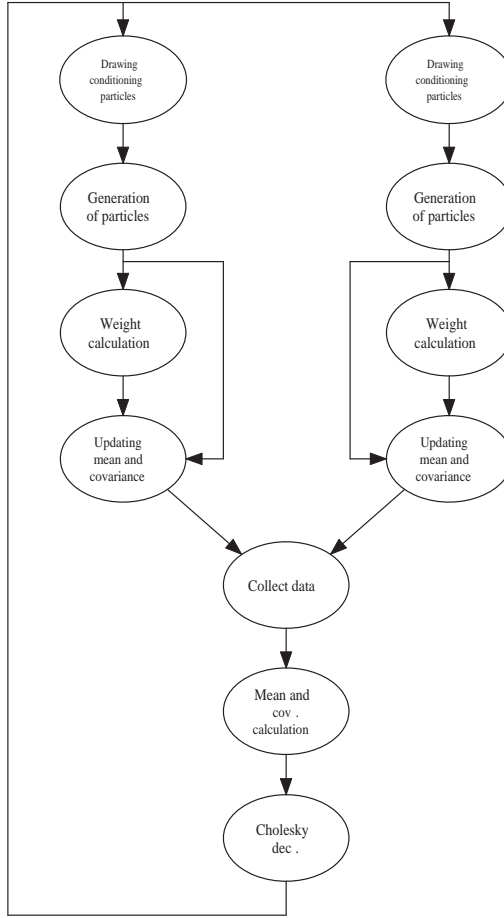 Drawing
conditioning
particles
Drawing
conditioning
particles
Generation
of particles
Generation
of particles
Weight
calculation
Weight
calculation
Updating
mean and
covariance
Updating
mean and
covariance
Collect data
Mean and
cov .
calculation
Cholesky
dec .